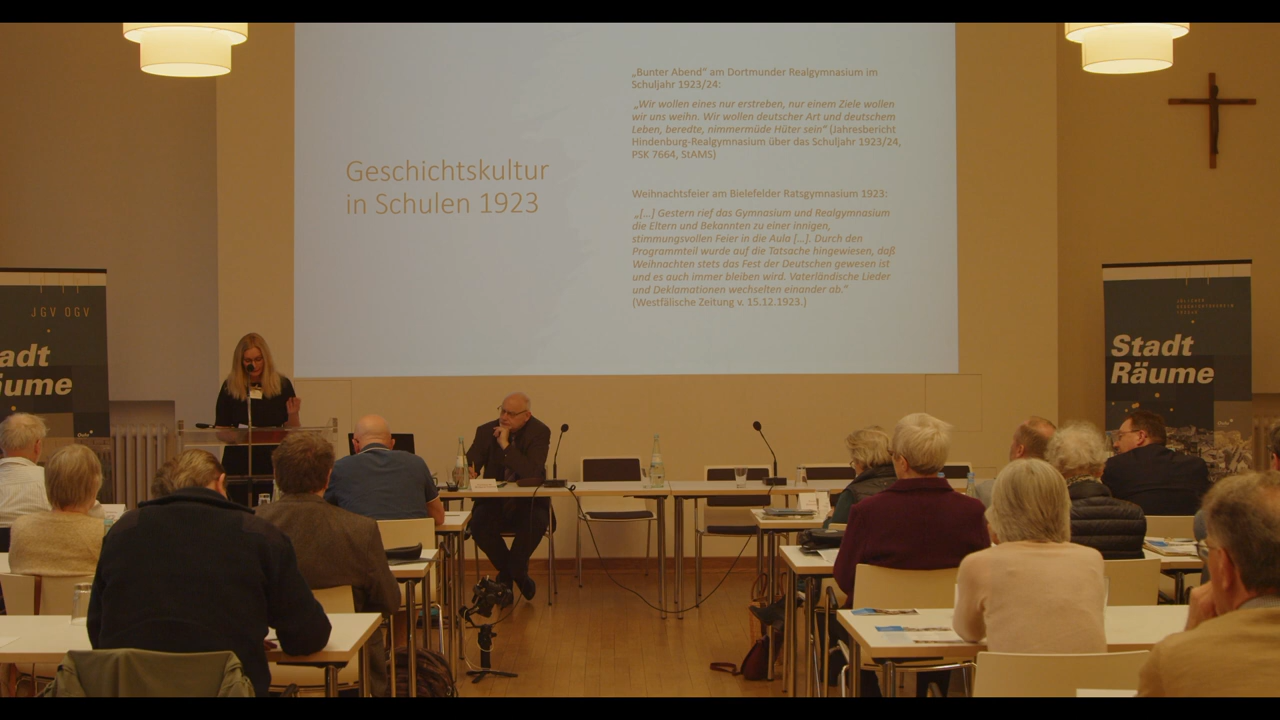 Geschichtskultur
in Schulen 1923
„Bunter Abend" am Dortmunder Realgymnasium im
Schuljahr 1923/24:
„Wir wollen eines nur erstreben, nur einem Ziele wollen
wir uns weihn. Wir wollen deutscher Art und deutschem
Leben, beredte, nimmermüde Hüter sein" (Jahresbericht
Hindenburg-Realgymnasium über das Schuljahr 1923/24,
PSK 7664, StAMS)
Weihnachtsfeier am Bielefelder Ratsgymnasium 1923:
„[…] Gestern rief das Gymnasium und Realgymnasium
die Eltern und Bekannten zu einer innigen,
stimmungsvollen Feier in die Aula […]. Durch den
Programmteil wurde auf die Tatsache hingewiesen, daß
Weihnachten stets das Fest der Deutschen gewesen ist
und es auch immer bleiben wird. Vaterländische Lieder
und Deklamationen wechselten einander ab."
(Westfälische Zeitung v. 15.12.1923.)
JGV OGV
adt
äume
Stadt
Räume